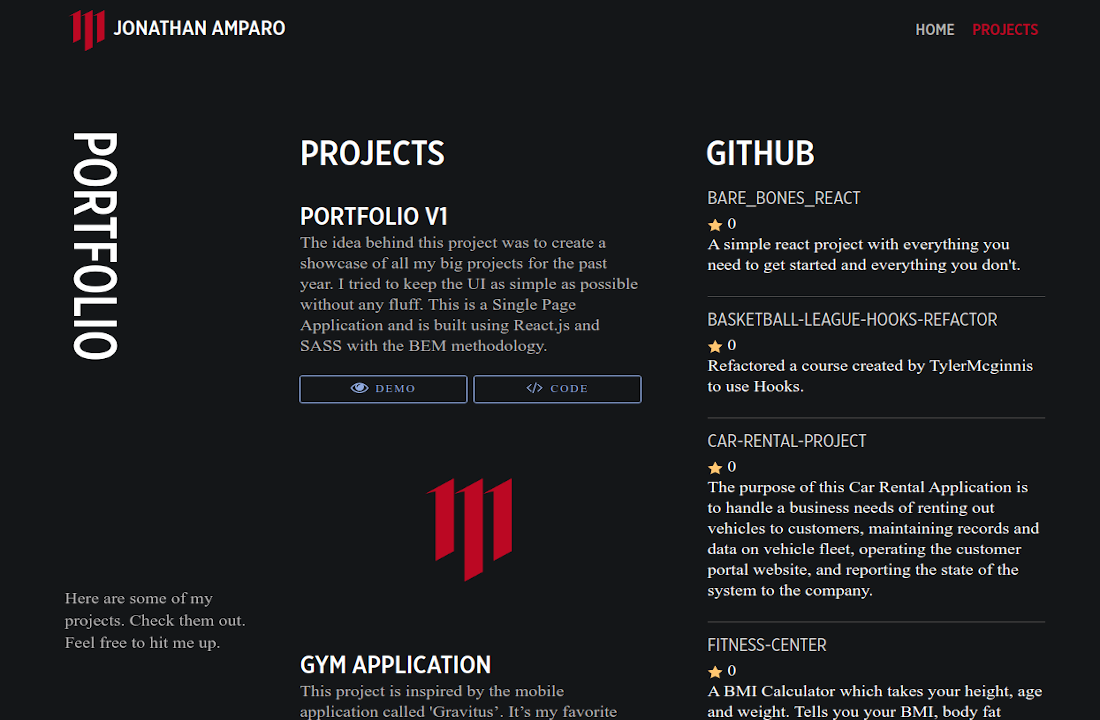 JONATHAN AMPARO
HOME PROJECTS
PORTFOLIO
Here are some of my
projects. Check them out.
Feel free to hit me up.
PROJECTS
PORTFOLIO V1
The idea behind this project was to create a
showcase of all my big projects for the past
year. I tried to keep the UI as simple as possible
without any fluff. This is a Single Page
Application and is built using React.js and
SASS with the BEM methodology.
DEMO
</> CODE
GYM APPLICATION
This project is inspired by the mobile
application called 'Gravitus’. It’s my favorite
GITHUB
BARE_BONES_REACT
0
A simple react project with everything you
need to get started and everything you don't.
BASKETBALL-LEAGUE-HOOKS-REFACTOR
0
Refactored a course created by TylerMcginnis
to use Hooks.
CAR-RENTAL-PROJECT
0
The purpose of this Car Rental Application is
to handle a business needs of renting out
vehicles to customers, maintaining records and
data on vehicle fleet, operating the customer
portal website, and reporting the state of the
system to the company.
FITNESS-CENTER
0
A BMI Calculator which takes your height, age
and weight. Tells you your BMI, body fat